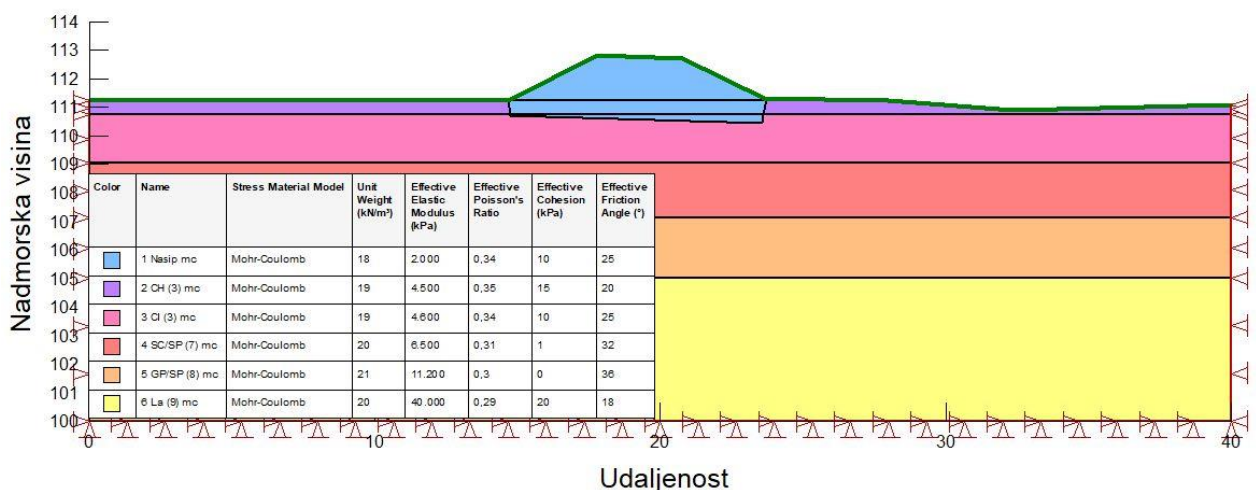 114
113
112
111
110
109
108
107
106
105
104
103
102
101
100
Nadmorska visina
Color Name Stress Material Model Unit Weight (kN/m³) Effective Elastic Modulus (kPa) Effective Poisson's Ratio Effective Cohesion (kPa) Effective Friction Angle (°)
1 Nasip mc Mohr-Coulomb 18 2.000 0,34 10 25
2 CH (3) mc Mohr-Coulomb 19 4.500 0,35 15 20
3 CI (3) mc Mohr-Coulomb 19 4.600 0,34 10 25
4 SC/SP (7) mc Mohr-Coulomb 20 6.500 0,31 1 32
5 GP/SP (8) mc Mohr-Coulomb 21 11.200 0,3 0 36
6 La (9) mc Mohr-Coulomb 20 40.000 0,29 20 18
0 10 20 30 40
Udaljenost